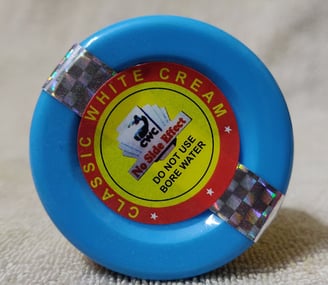 CLASSIC WHITE CREAM
CWC
No Side Effect
DO NOT USE
BORE WATER